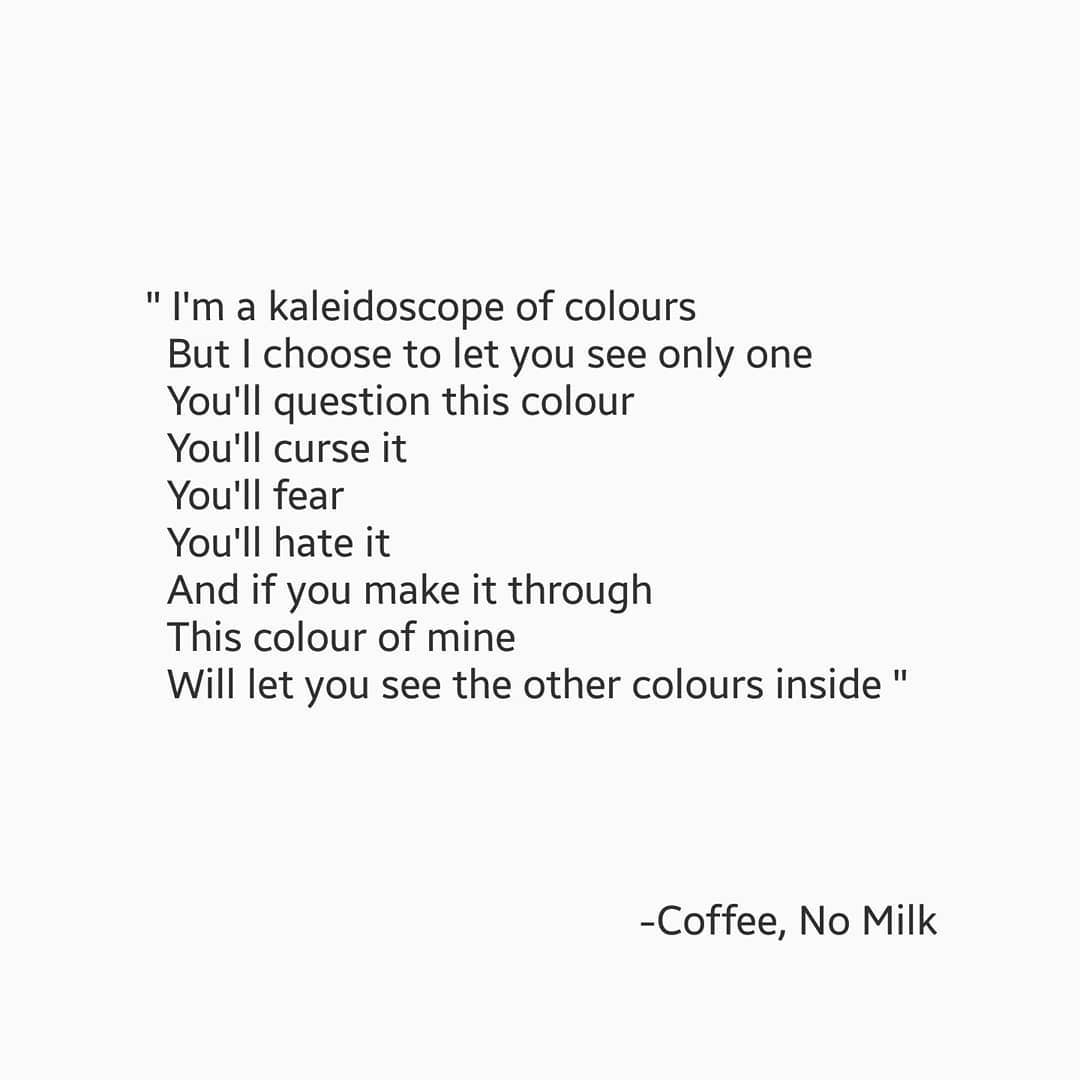 " I'm a kaleidoscope of colours
But I choose to let you see only one
You'll question this colour
You'll curse it
You'll fear
You'll hate it
And if you make it through
This colour of mine
Will let you see the other colours inside "
-Coffee, No Milk